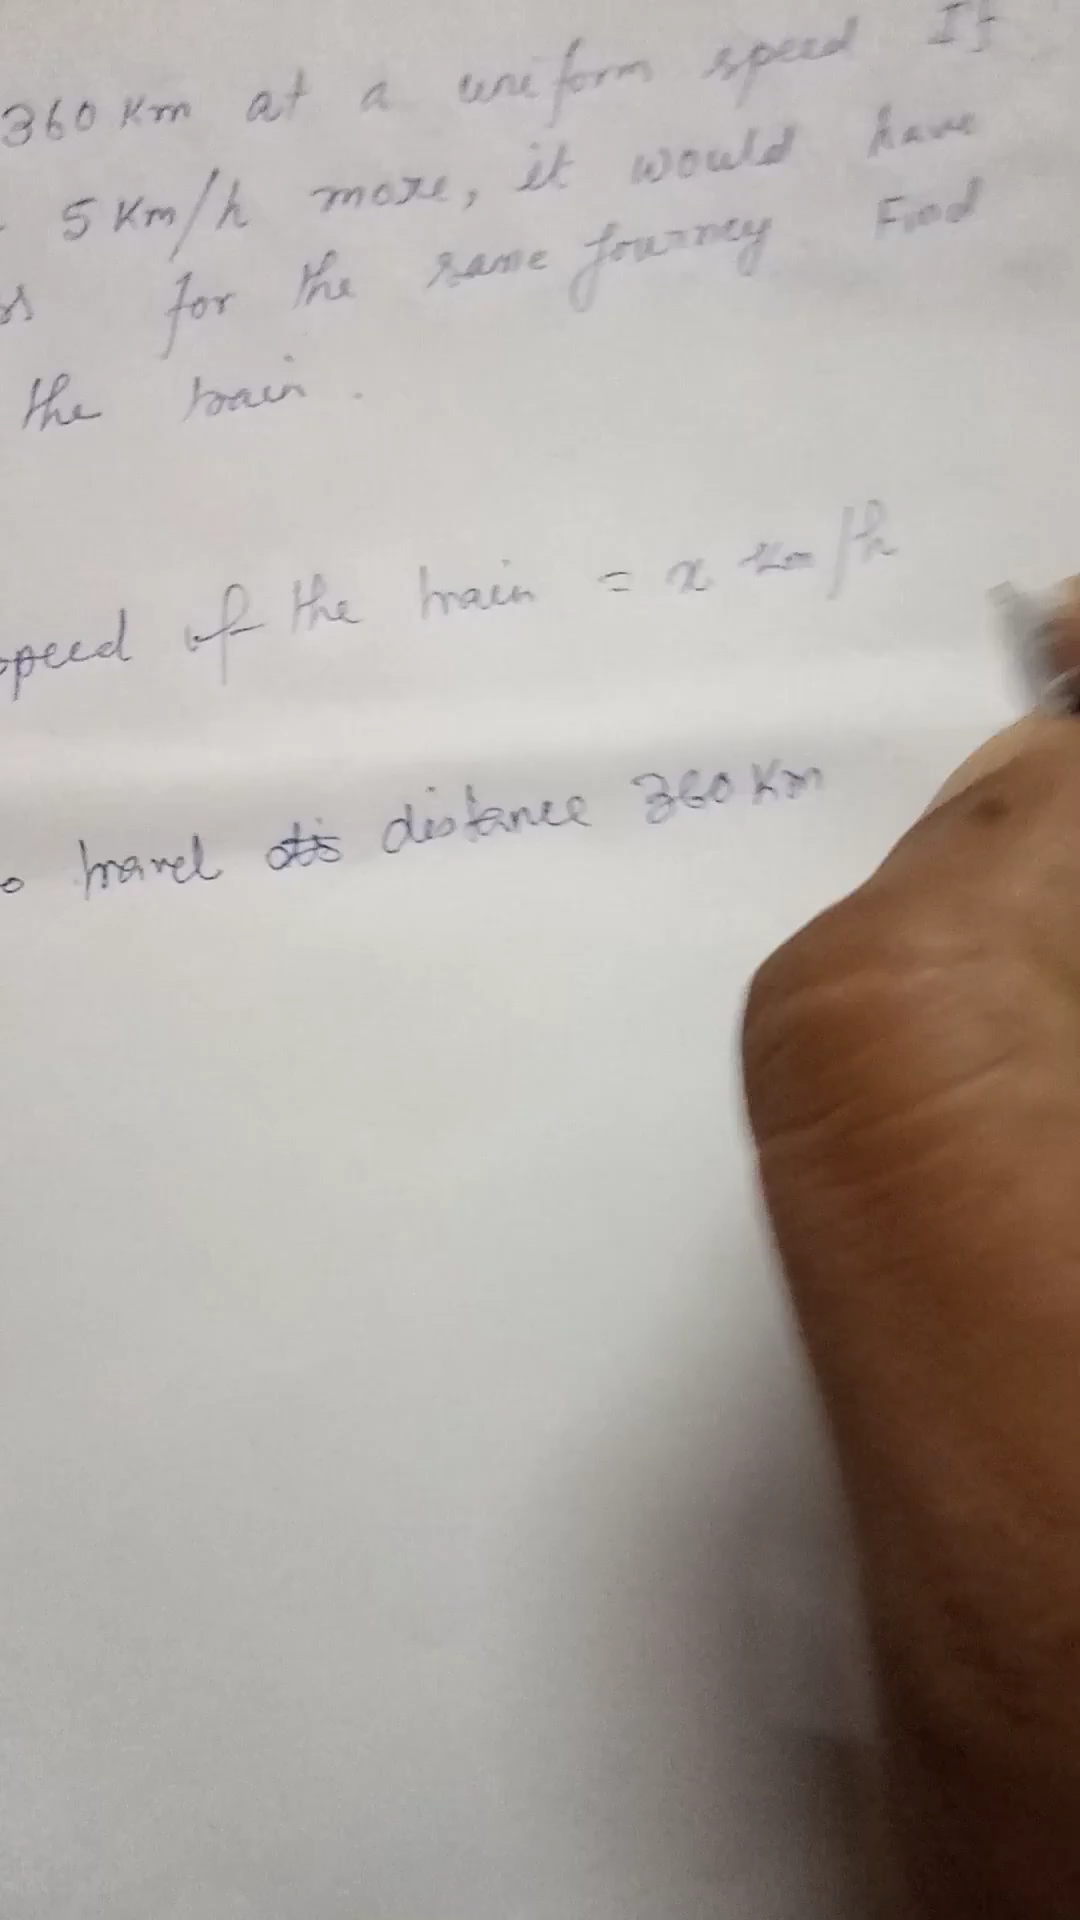 360 Km at a uniform speed If
5 Km/h more, it would have
for the same journey Find
the train.
speed of the train = x km/h
travel distance 360 Km